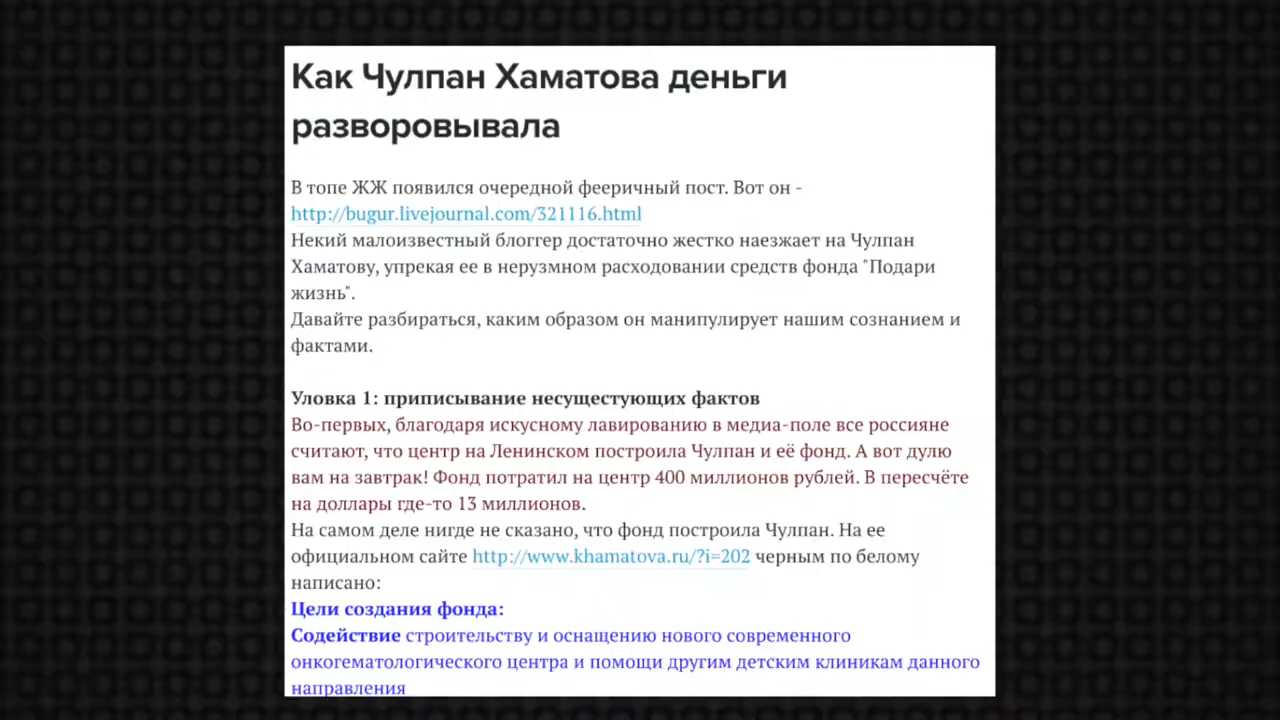 Как Чулпан Хаматова деньги
разворовывала
В топе ЖЖ появился очередной фееричный пост. Вот он -
http://bugur.livejournal.com/321116.html
Некий малоизвестный блоггер достаточно жестко наезжает на Чулпан
Хаматову, упрекая ее в нерузмном расходовании средств фонда "Подари
жизнь".
Давайте разбираться, каким образом он манипулирует нашим сознанием и
фактами.
Уловка 1: приписывание несущестующих фактов
Во-первых, благодаря искусному лавированию в медиа-поле все россияне
считают, что центр на Ленинском построила Чулпан и её фонд. А вот дулю
вам на завтрак! Фонд потратил на центр 400 миллионов рублей. В пересчёте
на доллары где-то 13 миллионов.
На самом деле нигде не сказано, что фонд построила Чулпан. На ее
официальном сайте http://www.khamatova.ru/?i=202 черным по белому
написано:
Цели создания фонда:
Содействие строительству и оснащению нового современного
онкогематологического центра и помощи другим детским клиникам данного
направления